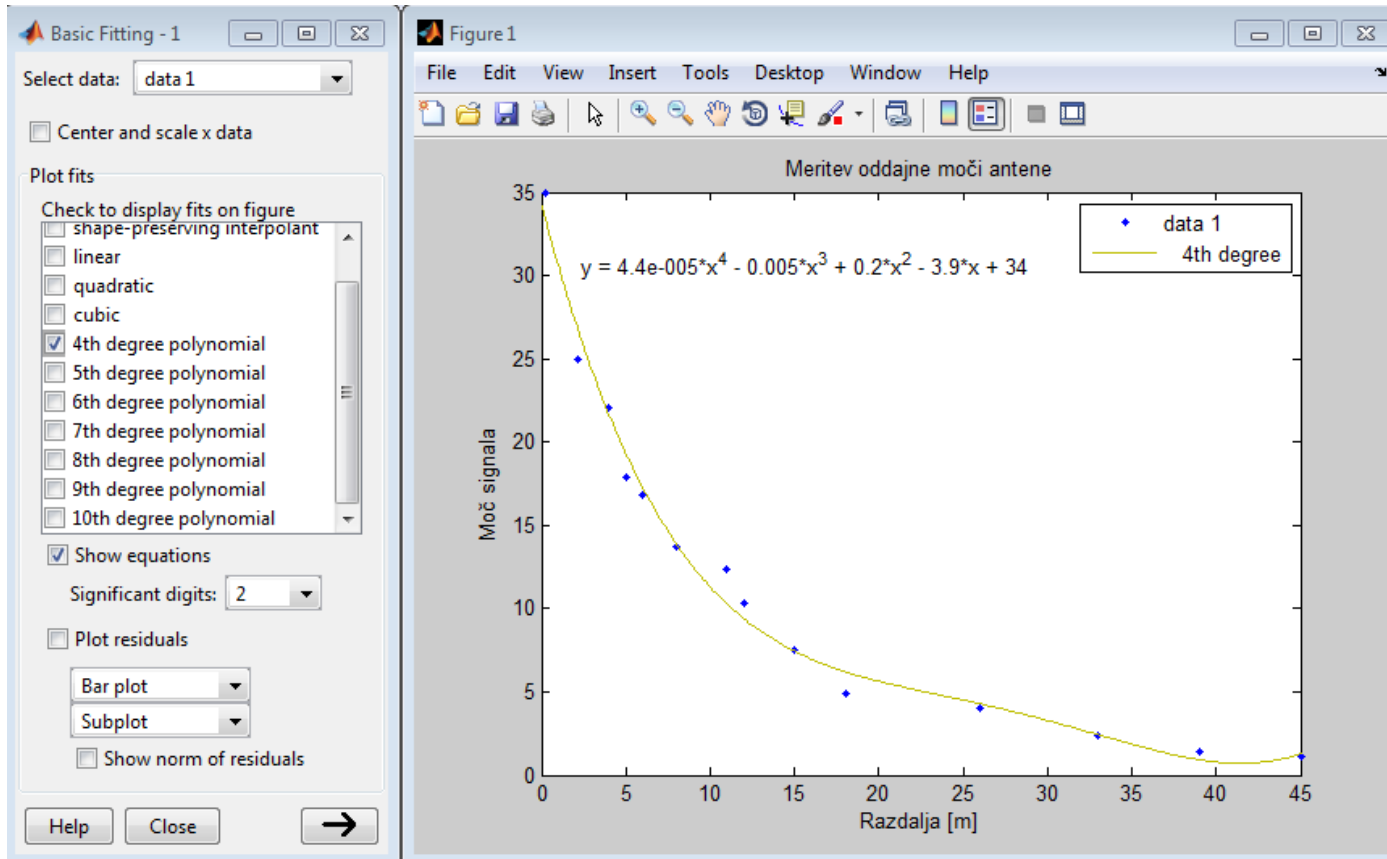 Basic Fitting - 1
Select data: data 1
Center and scale x data
Plot fits
Check to display fits on figure
shape-preserving interpolant
linear
quadratic
cubic
4th degree polynomial
5th degree polynomial
6th degree polynomial
7th degree polynomial
8th degree polynomial
9th degree polynomial
10th degree polynomial
Show equations
Significant digits: 2
Plot residuals
Bar plot
Subplot
Show norm of residuals
Help Close
Figure 1
File Edit View Insert Tools Desktop Window Help
Meritev oddajne moči antene
data 1
4th degree
y = 4.4e-005*x^4 - 0.005*x^3 + 0.2*x^2 - 3.9*x + 34
Moč signala
35
30
25
20
15
10
5
0
0 5 10 15 20 25 30 35 40 45
Razdalja [m]